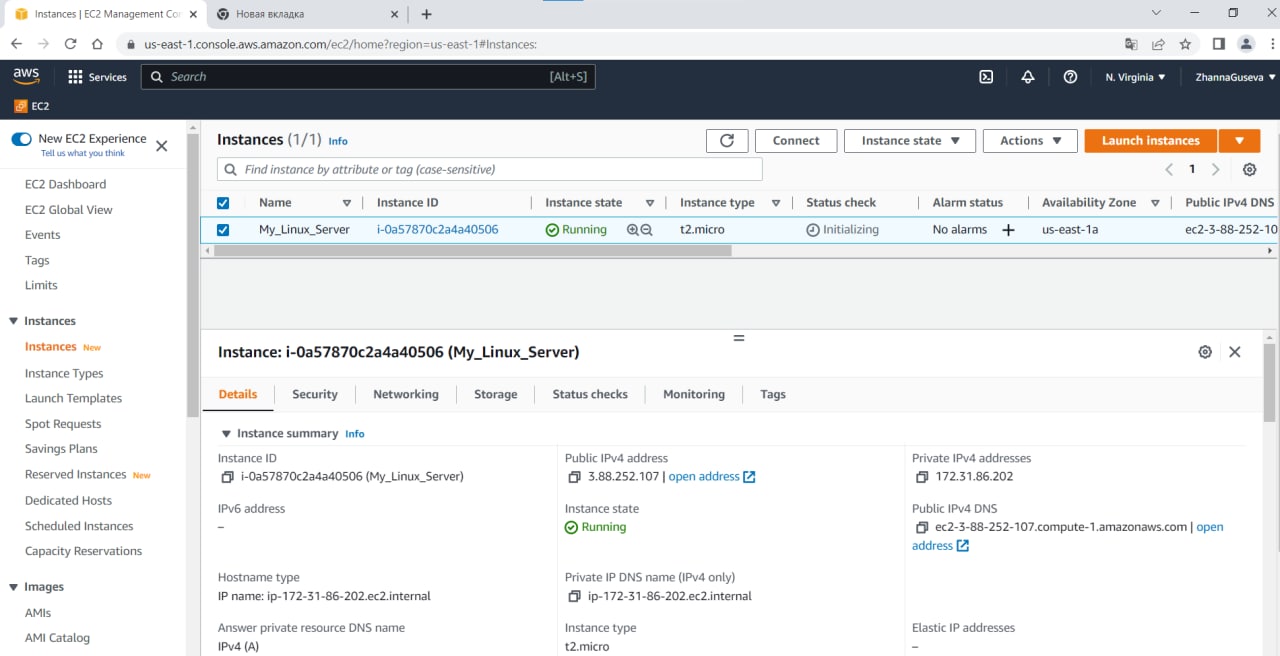 Instances | EC2 Management Con
Новая вкладка
us-east-1.console.aws.amazon.com/ec2/home?region=us-east-1#Instances:
aws
Services
Search
[Alt+S]
N. Virginia
ZhannaGuseva
EC2
New EC2 Experience
Tell us what you think
EC2 Dashboard
EC2 Global View
Events
Tags
Limits
Instances
Instances New
Instance Types
Launch Templates
Spot Requests
Savings Plans
Reserved Instances New
Dedicated Hosts
Scheduled Instances
Capacity Reservations
Images
AMIs
AMI Catalog
Instances (1/1) Info
Connect
Instance state
Actions
Launch instances
Find instance by attribute or tag (case-sensitive)
1
Name Instance ID Instance state Instance type Status check Alarm status Availability Zone Public IPv4 DNS
My_Linux_Server i-0a57870c2a4a40506 Running t2.micro Initializing No alarms us-east-1a ec2-3-88-252-10
Instance: i-0a57870c2a4a40506 (My_Linux_Server)
Details Security Networking Storage Status checks Monitoring Tags
Instance summary Info
Instance ID
i-0a57870c2a4a40506 (My_Linux_Server)
Public IPv4 address
3.88.252.107 | open address
Private IPv4 addresses
172.31.86.202
IPv6 address
–
Instance state
Running
Public IPv4 DNS
ec2-3-88-252-107.compute-1.amazonaws.com | open
address
Hostname type
IP name: ip-172-31-86-202.ec2.internal
Private IP DNS name (IPv4 only)
ip-172-31-86-202.ec2.internal
Answer private resource DNS name
IPv4 (A)
Instance type
t2.micro
Elastic IP addresses
–